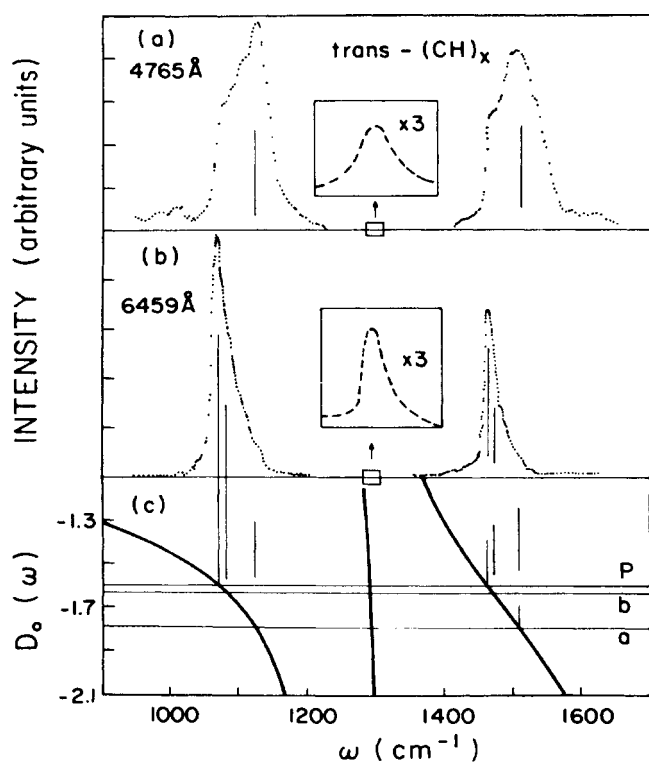 (a)
4765Å
trans-(CH)x
x3
INTENSITY (arbitrary units)
(b)
6459Å
x3
(c)
D₀ (ω)
-1.3
-1.7
-2.1
P
b
a
1000 1200 1400 1600
ω (cm⁻¹)